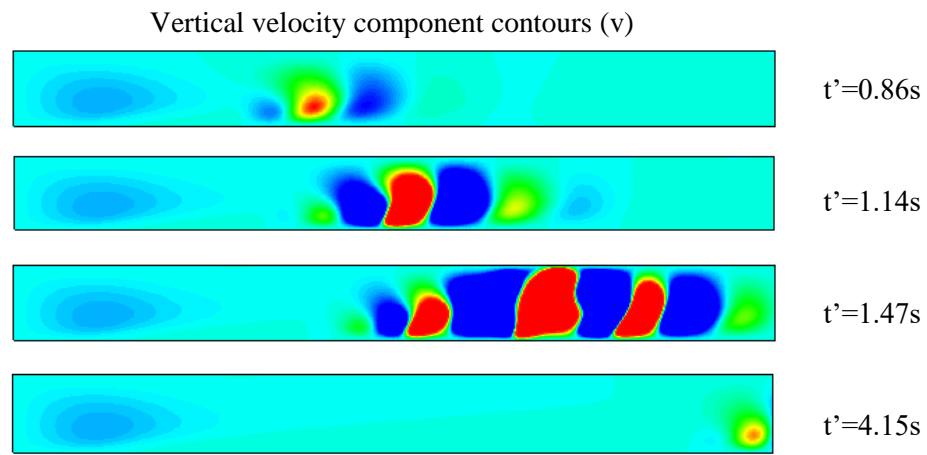 Vertical velocity component contours (v)
t’=0.86s
t’=1.14s
t’=1.47s
t’=4.15s